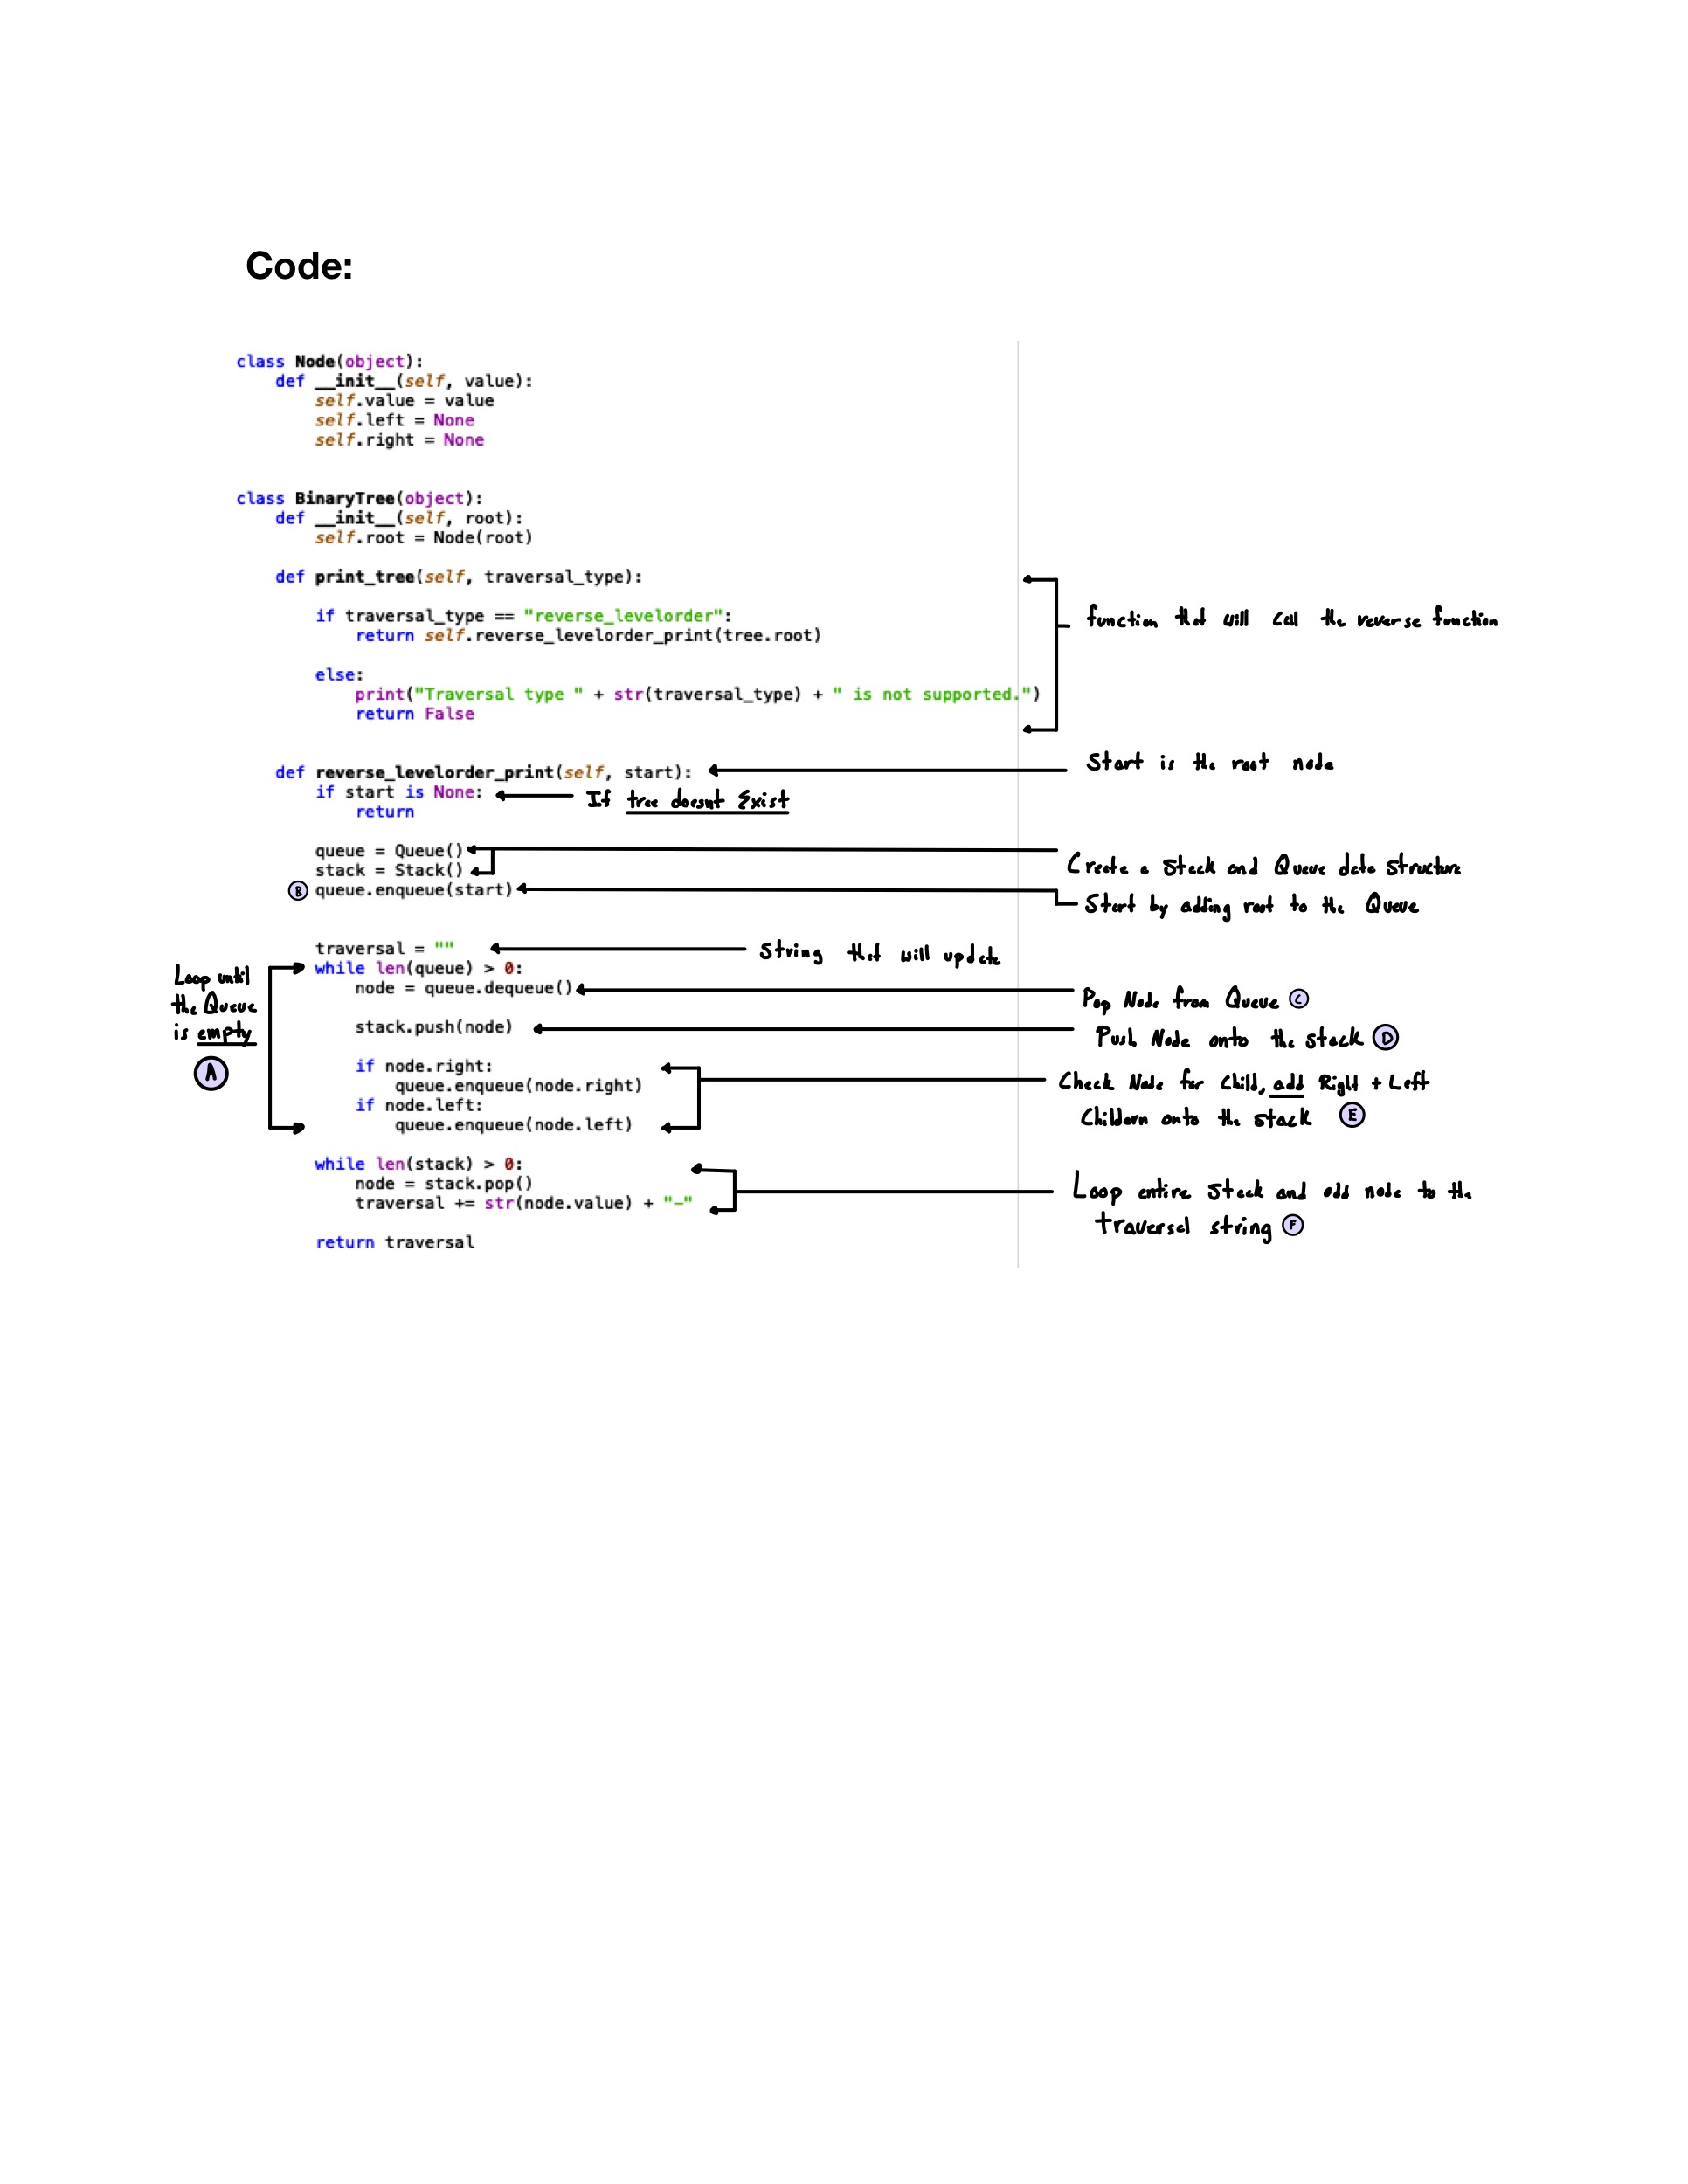 Code:
class Node(object):
def __init__(self, value):
self.value = value
self.left = None
self.right = None
class BinaryTree(object):
def __init__(self, root):
self.root = Node(root)
def print_tree(self, traversal_type):
if traversal_type == "reverse_levelorder":
function that will call the reverse function
return self.reverse_levelorder_print(tree.root)
else:
print("Traversal type " + str(traversal_type) + " is not supported.")
return False
def reverse_levelorder_print(self, start):
Start is the root node
if start is None:
If tree doesnt Exist
return
queue = Queue()
stack = Stack()
Create a Stack and Queue data structure
B queue.enqueue(start)
Start by adding root to the Queue
traversal = ""
String that will update
Loop until
the Queue
is empty
A
while len(queue) > 0:
node = queue.dequeue()
Pop Node from Queue C
stack.push(node)
Push Node onto the stack D
if node.right:
queue.enqueue(node.right)
if node.left:
queue.enqueue(node.left)
Check Node for Child, add Right + Left
Childern onto the stack E
while len(stack) > 0:
node = stack.pop()
traversal += str(node.value) + "-"
Loop entire Stack and add node to the
traversal string F
return traversal